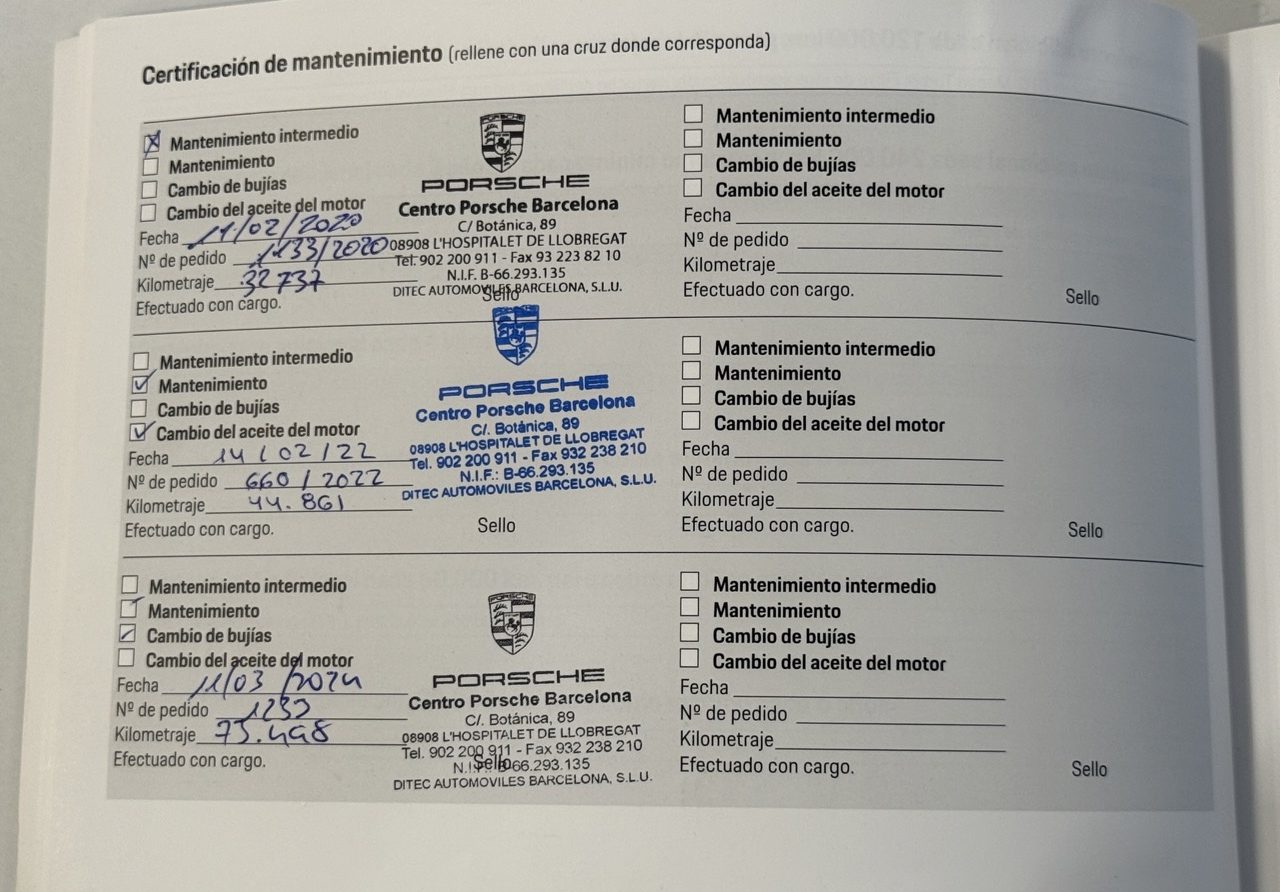 Certificación de mantenimiento (rellene con una cruz donde corresponda)
Mantenimiento intermedio
Mantenimiento
Cambio de bujías
Cambio del aceite del motor
Fecha 11/02/2020
Nº de pedido 1133/2020
Kilometraje 32737
Efectuado con cargo.
Sello
PORSCHE
Centro Porsche Barcelona
C/ Botánica, 89
08908 L'HOSPITALET DE LLOBREGAT
Tel. 902 200 911 - Fax 93 223 82 10
N.I.F. B-66.293.135
DITEC AUTOMOVILES BARCELONA, S.L.U.
Mantenimiento intermedio
Mantenimiento
Cambio de bujías
Cambio del aceite del motor
Fecha 14/02/22
Nº de pedido 660/2022
Kilometraje 44.861
Efectuado con cargo.
Sello
PORSCHE
Centro Porsche Barcelona
C/. Botánica, 89
08908 L'HOSPITALET DE LLOBREGAT
Tel. 902 200 911 - Fax 932 238 210
N.I.F.: B-66.293.135
DITEC AUTOMOVILES BARCELONA, S.L.U.
Mantenimiento intermedio
Mantenimiento
Cambio de bujías
Cambio del aceite del motor
Fecha 11/03/2024
Nº de pedido 1233
Kilometraje 73.498
Efectuado con cargo.
Sello
PORSCHE
Centro Porsche Barcelona
C/. Botánica, 89
08908 L'HOSPITALET DE LLOBREGAT
Tel. 902 200 911 - Fax 932 238 210
N.I.F.: B-66.293.135
DITEC AUTOMOVILES BARCELONA, S.L.U.
Mantenimiento intermedio
Mantenimiento
Cambio de bujías
Cambio del aceite del motor
Fecha
Nº de pedido
Kilometraje
Efectuado con cargo.
Sello
Mantenimiento intermedio
Mantenimiento
Cambio de bujías
Cambio del aceite del motor
Fecha
Nº de pedido
Kilometraje
Efectuado con cargo.
Sello
Mantenimiento intermedio
Mantenimiento
Cambio de bujías
Cambio del aceite del motor
Fecha
Nº de pedido
Kilometraje
Efectuado con cargo.
Sello